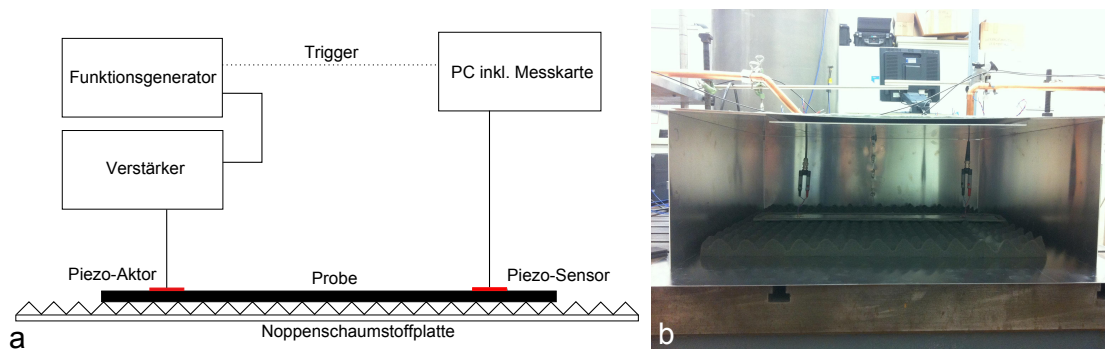 Trigger
Funktionsgenerator
PC inkl. Messkarte
Verstärker
Piezo-Aktor
Probe
Piezo-Sensor
Noppenschaumstoffplatte
a
b